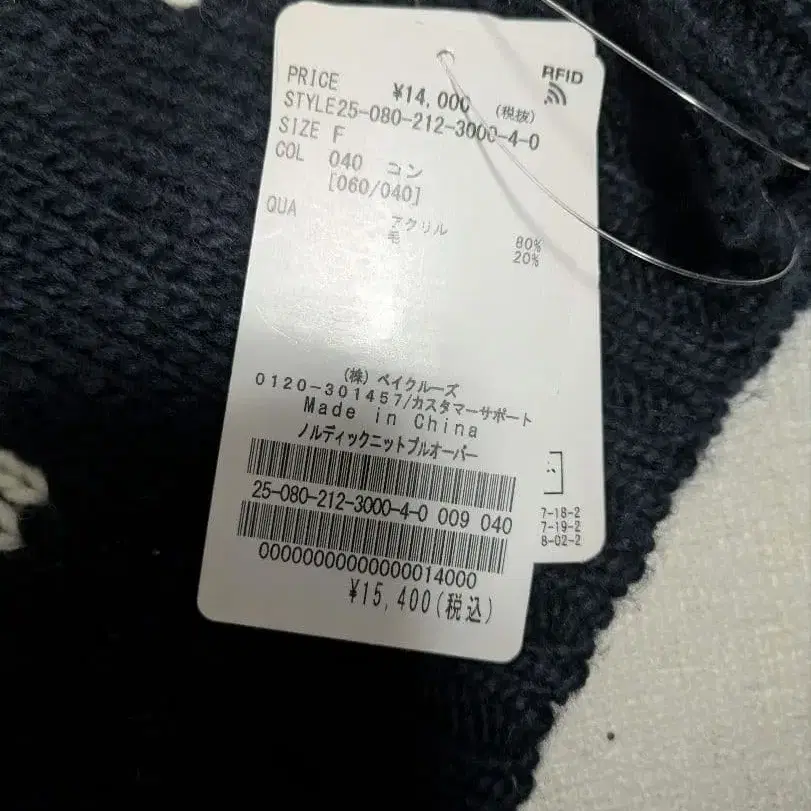 RFID
PRICE ¥14,000 (税抜)
STYLE25-080-212-3000-4-0
SIZE F
COL 040 コン
[060/040]
QUA アクリル 80%
毛 20%
(株) ベイクルーズ
0120-301457/カスタマーサポート
Made in China
ノルディックニットプルオーバー
25-080-212-3000-4-0 009 040
00000000000000014000
¥15,400(税込)
7-18-2
7-19-2
8-02-2